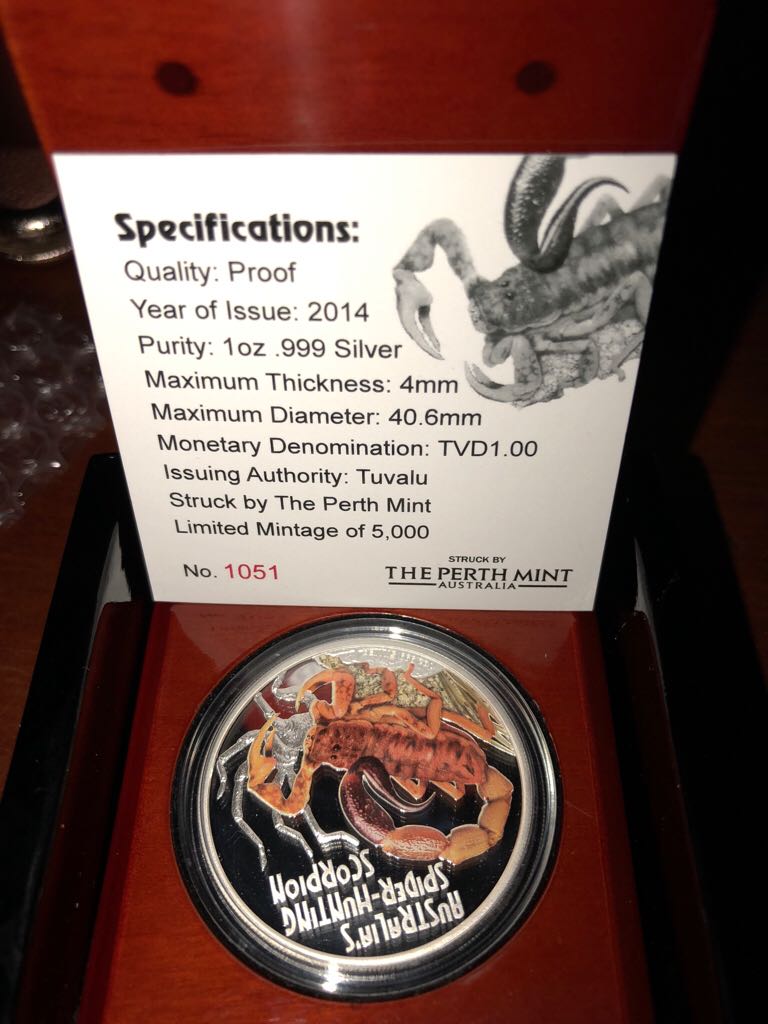 Specifications:
Quality: Proof
Year of Issue: 2014
Purity: 1oz .999 Silver
Maximum Thickness: 4mm
Maximum Diameter: 40.6mm
Monetary Denomination: TVD1.00
Issuing Authority: Tuvalu
Struck by The Perth Mint
Limited Mintage of 5,000
No. 1051
STRUCK BY
THE PERTH MINT
AUSTRALIA
AUSTRALIA'S
SPIDER-HUNTING
SCORPION